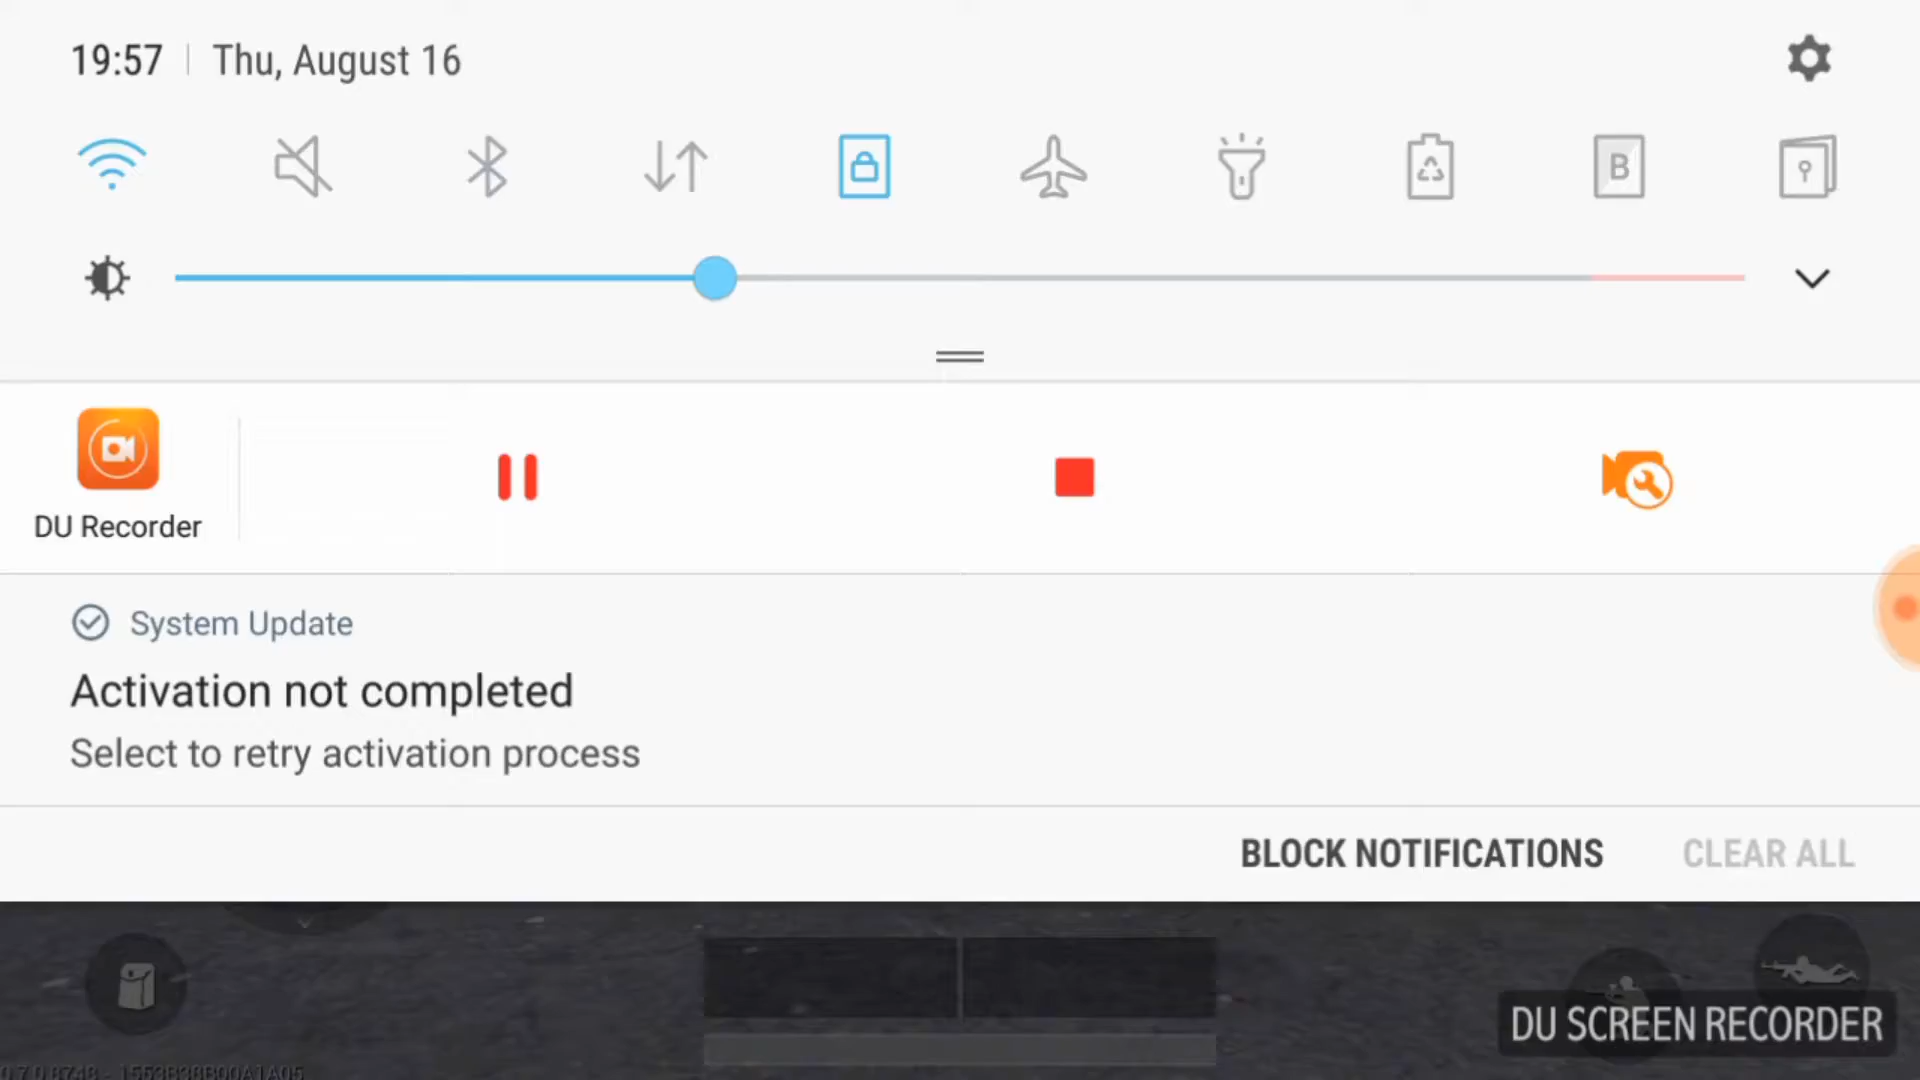 19:57 | Thu, August 16
B
DU Recorder
System Update
Activation not completed
Select to retry activation process
BLOCK NOTIFICATIONS CLEAR ALL
DU SCREEN RECORDER